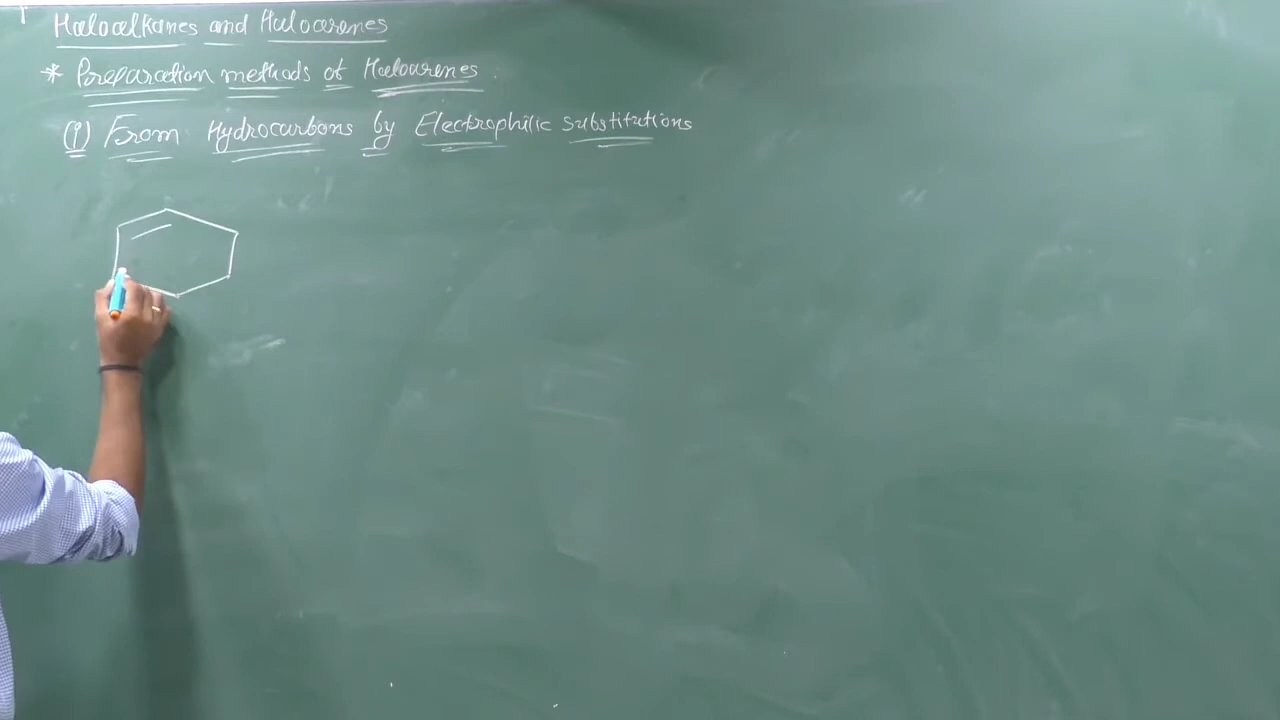 Haloalkanes and Haloarenes
* Preparation methods of Haloarenes.
(i) From Hydrocarbons by Electrophilic substitutions